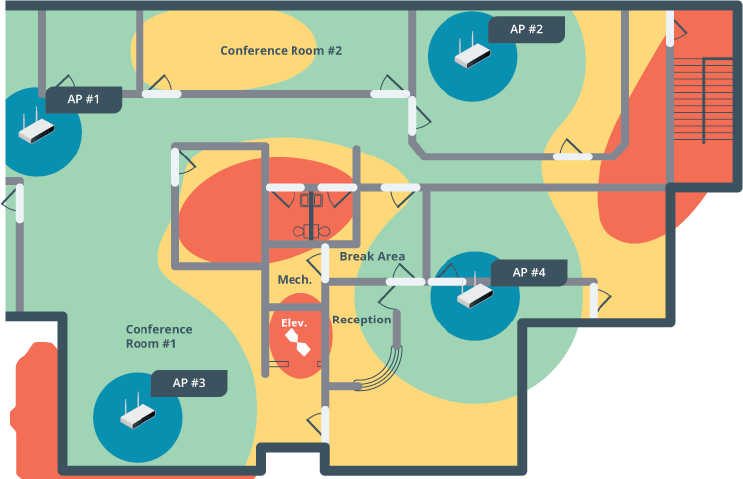 Conference Room #2
AP #2
AP #1
Break Area
AP #4
Mech.
Elev.
Reception
Conference
Room #1
AP #3